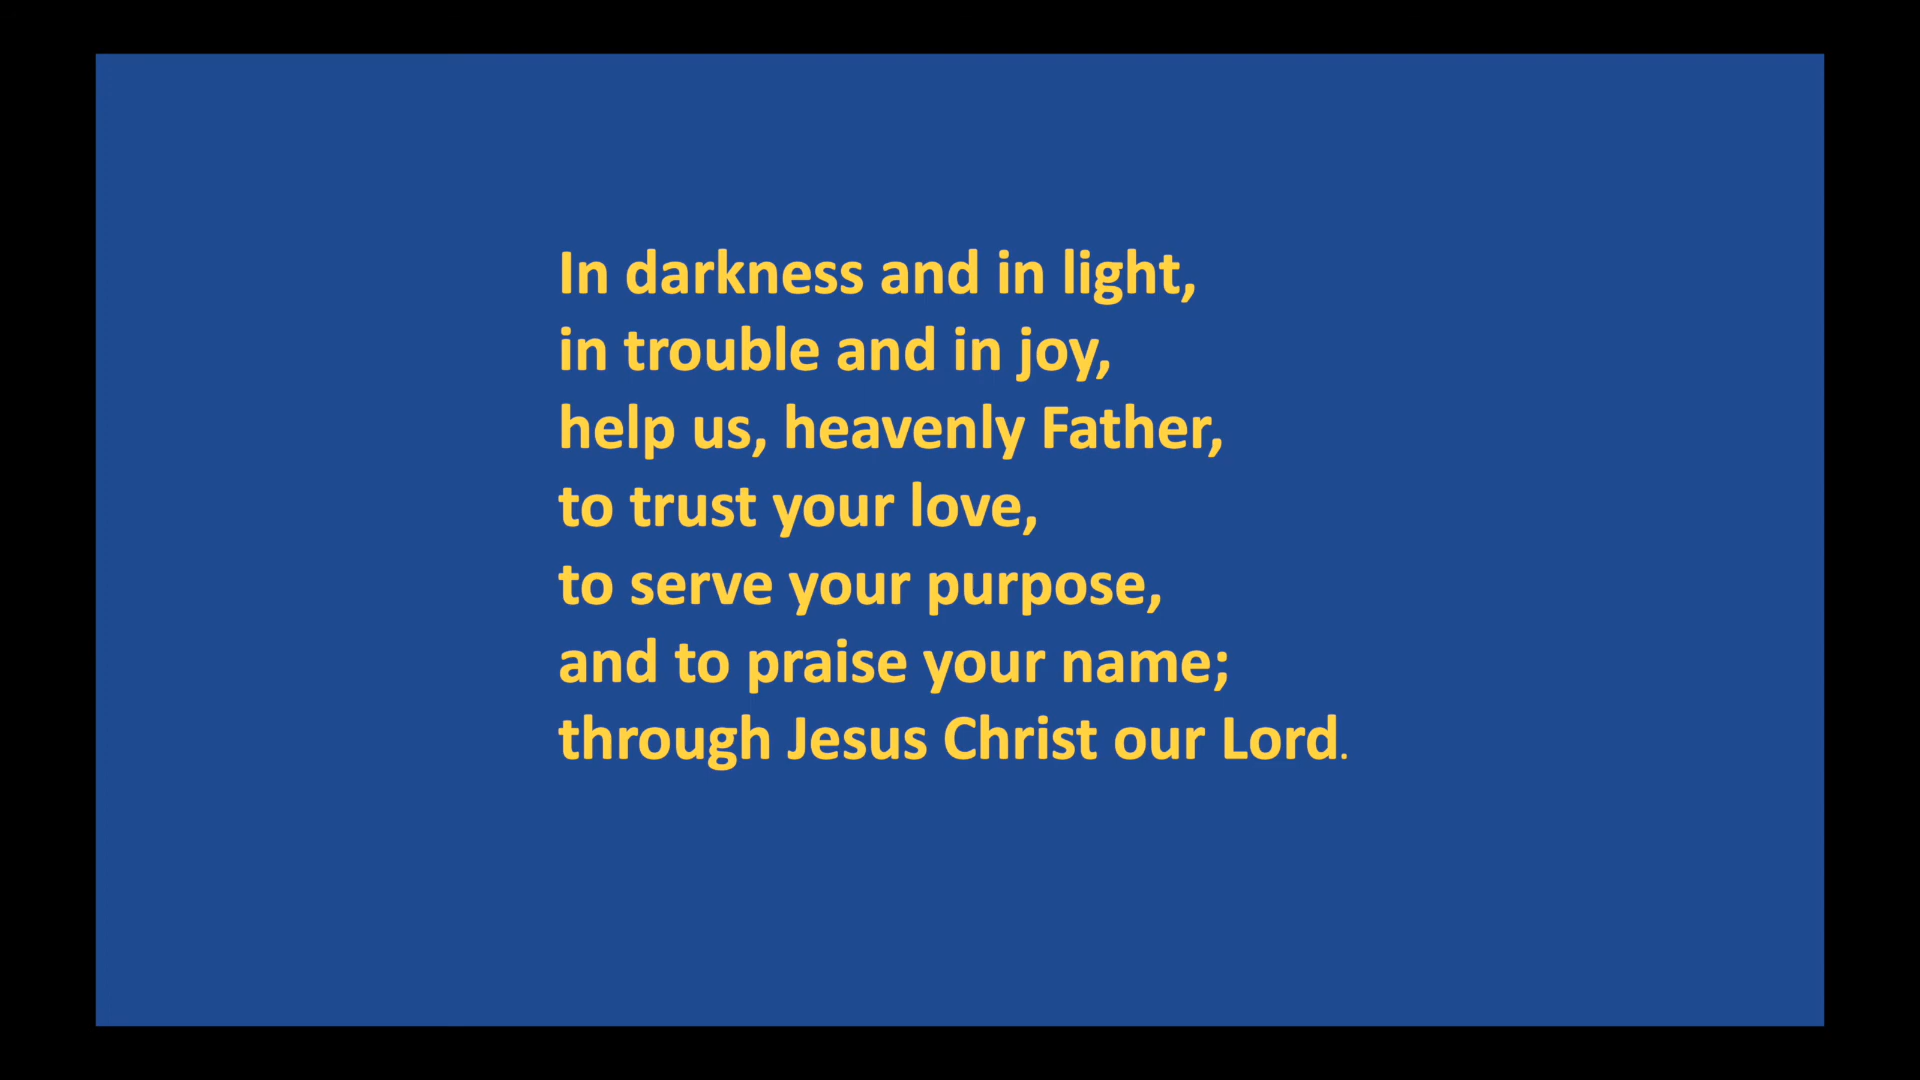 In darkness and in light,
in trouble and in joy,
help us, heavenly Father,
to trust your love,
to serve your purpose,
and to praise your name;
through Jesus Christ our Lord.